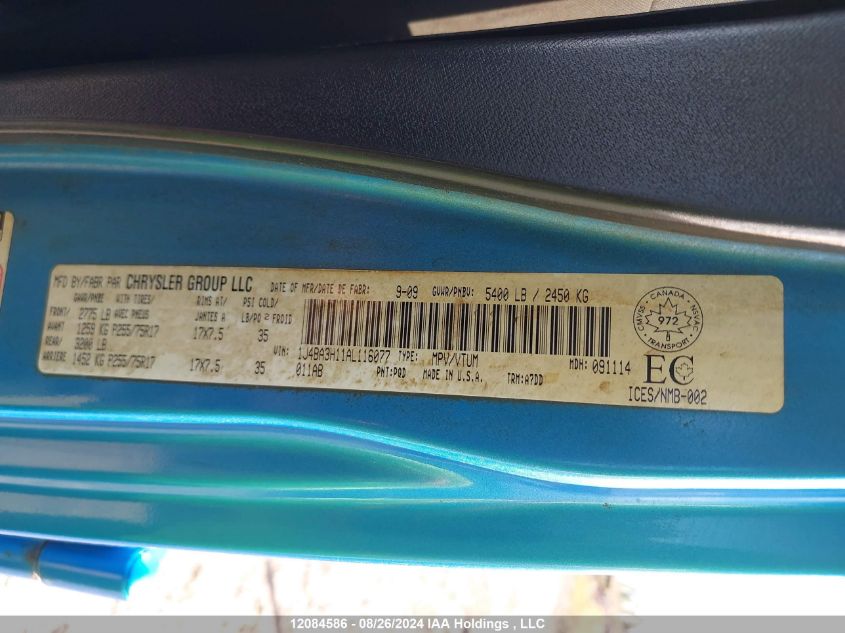 MFD BY/FABR PAR CHRYSLER GROUP LLC DATE OF MFR/DATE DE FABR: 9-09 GVWR/PNBV: 5400 LB / 2450 KG
GAWR/PNBE WITH TIRES/ RIMS AT/ PSI COLD/
FRONT/ 2775 LB AVEC PNEUS JANTES A LB/PO² FROID
AVANT 1259 KG P255/75R17 17X7.5 35
REAR/ 3200 LB
ARRIERE 1452 KG P255/75R17 17X7.5 35
VIN: 1J4BA3H11AL116077 TYPE: MPV/VTUM MDH: 091114
011AB PNT:PQD MADE IN U.S.A. TRM:A7DD
CANADA
CMVSS NSVAC
972
TRANSPORT
EC
ICES/NMB-002
12084586 - 08/26/2024 IAA Holdings , LLC